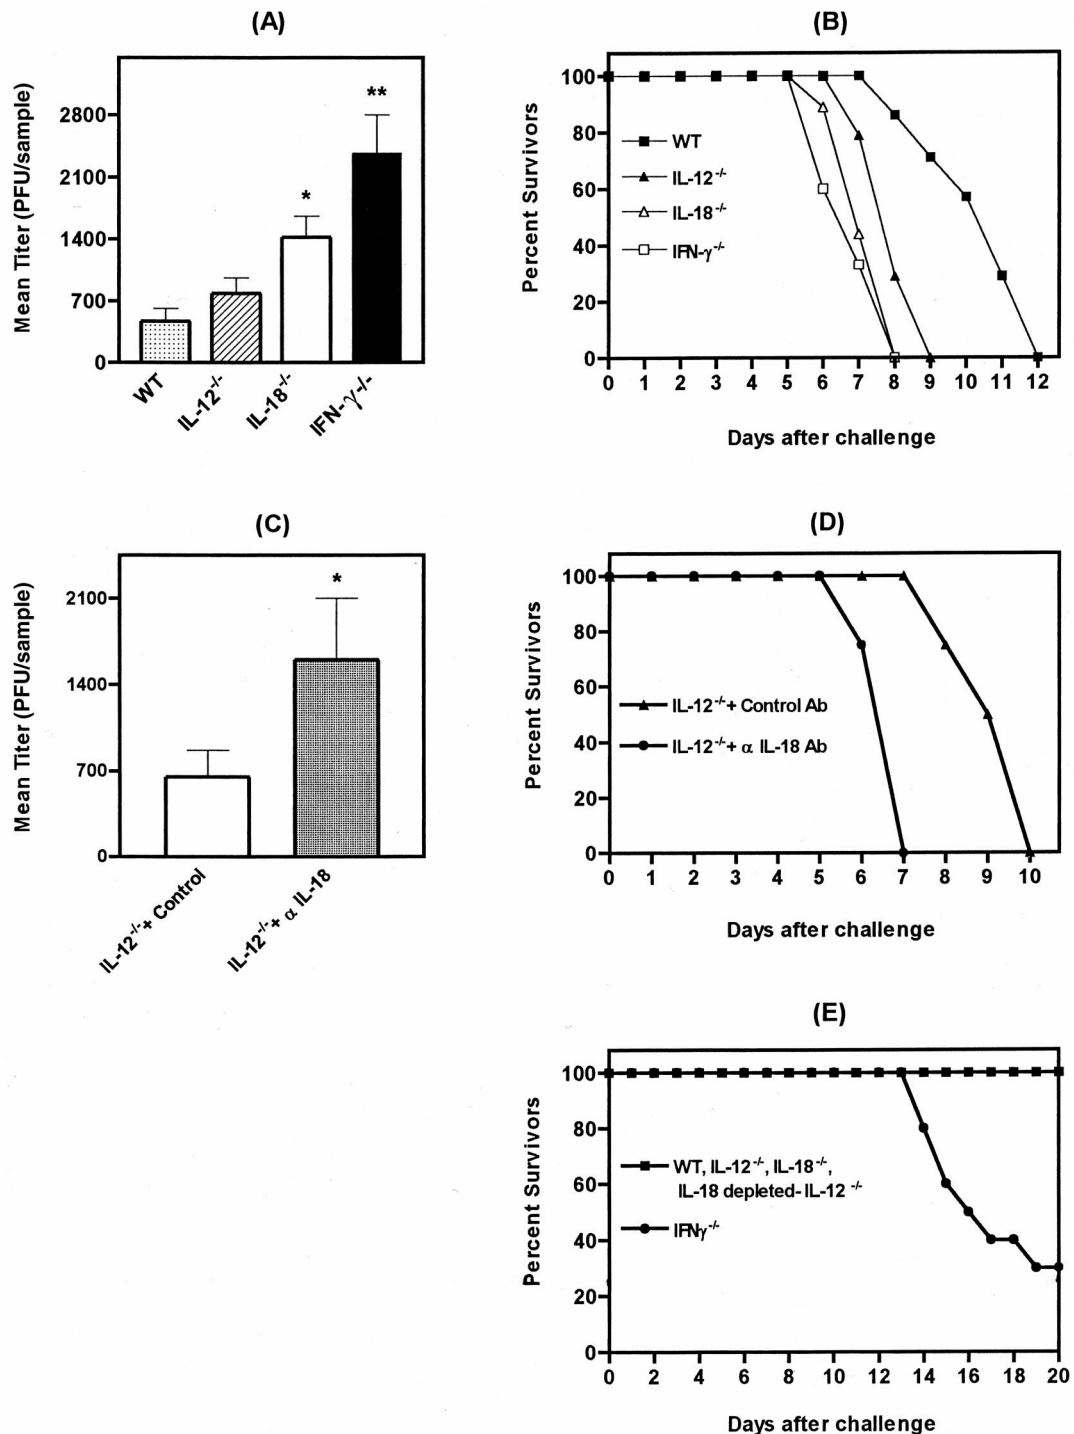 (A)
Mean Titer (PFU/sample)
2800
2100
1400
700
0
**
*
WT
IL-12-/-
IL-18-/-
IFN-γ-/-
(B)
Percent Survivors
100
80
60
40
20
0
WT
IL-12-/-
IL-18-/-
IFN-γ-/-
0 1 2 3 4 5 6 7 8 9 10 11 12
Days after challenge
(C)
Mean Titer (PFU/sample)
2100
1400
700
0
*
IL-12-/-+ Control
IL-12-/-+ α IL-18
(D)
Percent Survivors
100
80
60
40
20
0
IL-12-/-+ Control Ab
IL-12-/-+ α IL-18 Ab
0 1 2 3 4 5 6 7 8 9 10
Days after challenge
(E)
Percent Survivors
100
80
60
40
20
0
WT, IL-12-/-, IL-18-/-,
IL-18 depleted- IL-12 -/-
IFNγ-/-
0 2 4 6 8 10 12 14 16 18 20
Days after challenge